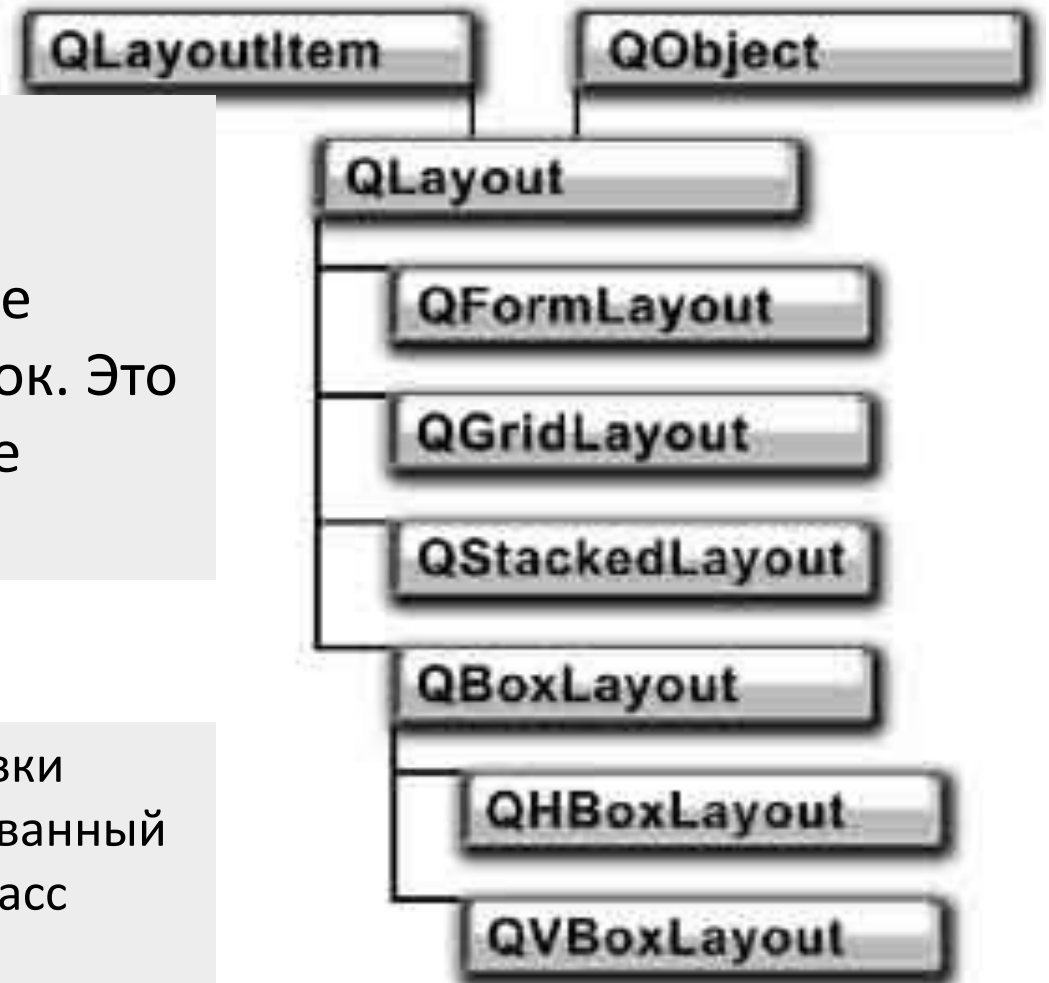 QLayoutItem
QObject
QLayout
QFormLayout
QGridLayout
QStackedLayout
QBoxLayout
QHBoxLayout
QVBoxLayout
е
ок. Это
е
вки
ванный
асс